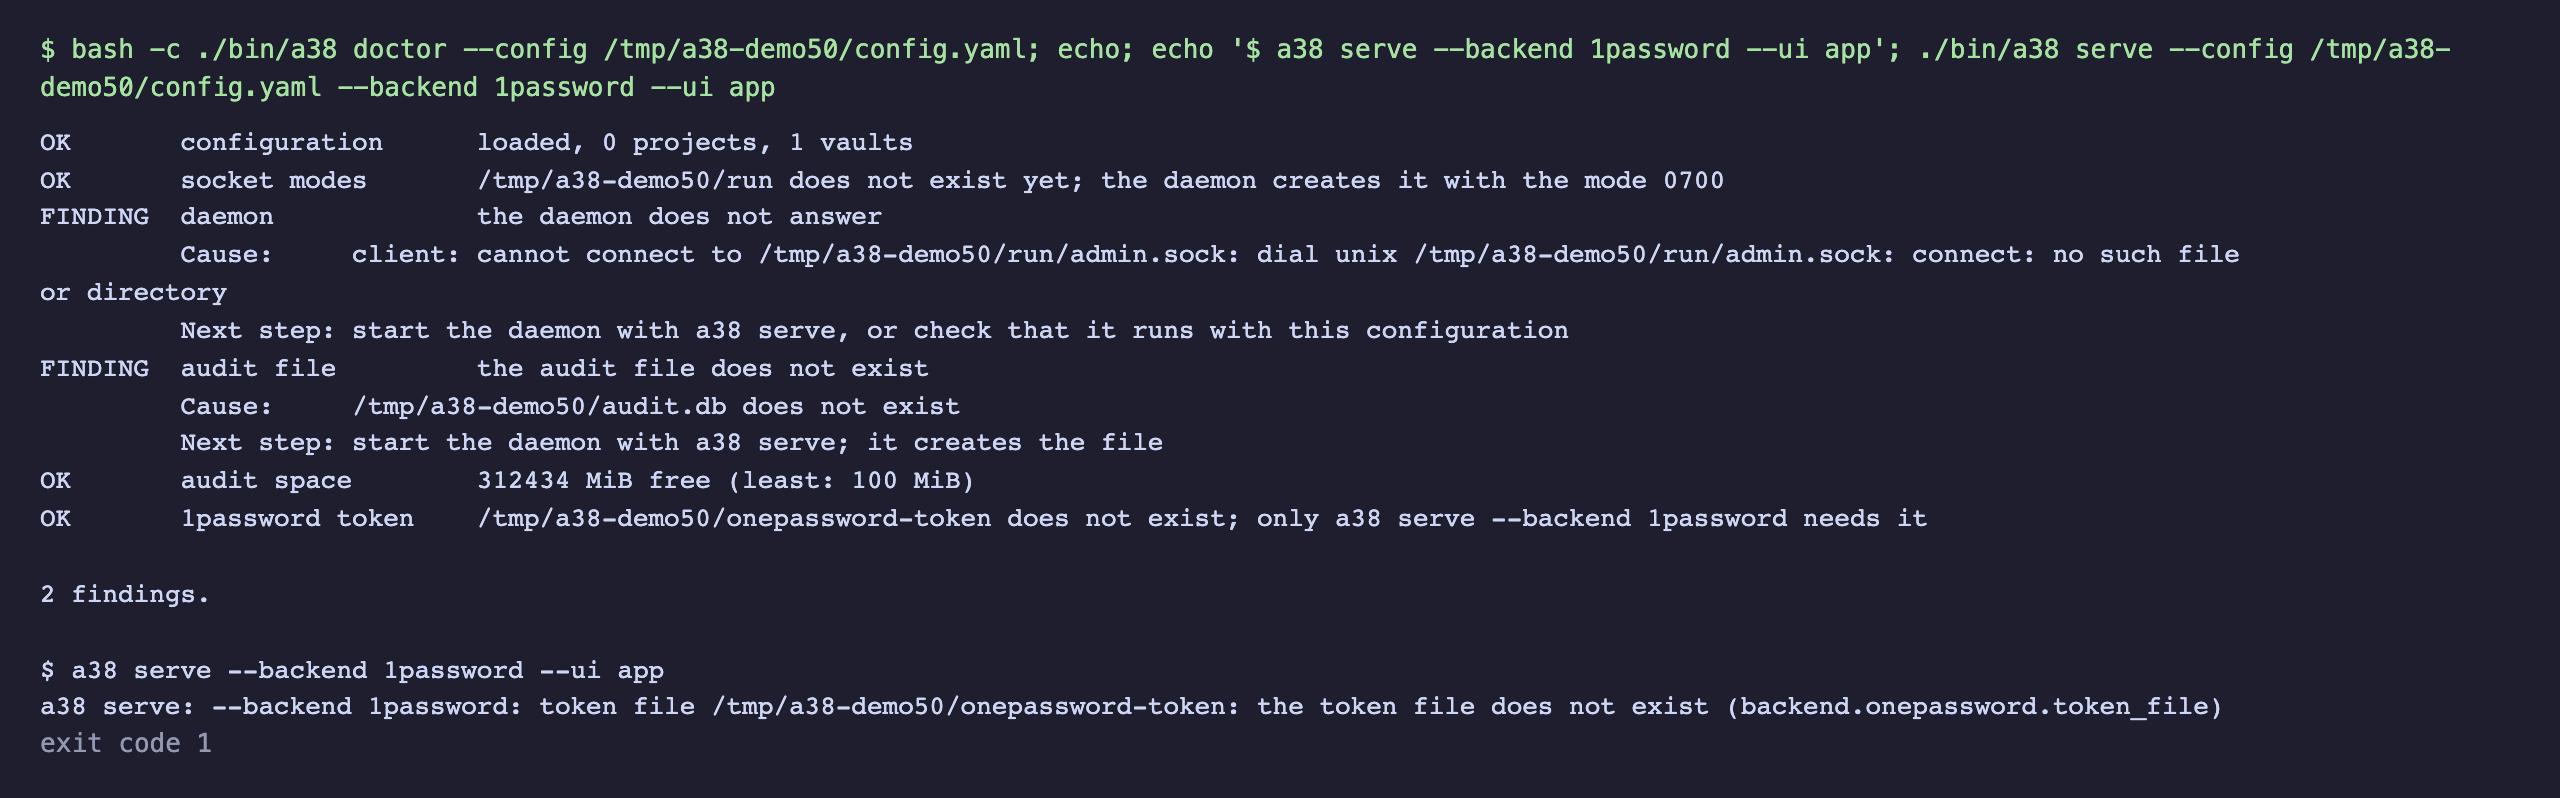 $ bash -c ./bin/a38 doctor --config /tmp/a38-demo50/config.yaml; echo; echo '$ a38 serve --backend 1password --ui app'; ./bin/a38 serve --config /tmp/a38-
demo50/config.yaml --backend 1password --ui app
OK       configuration      loaded, 0 projects, 1 vaults
OK       socket modes       /tmp/a38-demo50/run does not exist yet; the daemon creates it with the mode 0700
FINDING  daemon             the daemon does not answer
         Cause:     client: cannot connect to /tmp/a38-demo50/run/admin.sock: dial unix /tmp/a38-demo50/run/admin.sock: connect: no such file
or directory
         Next step: start the daemon with a38 serve, or check that it runs with this configuration
FINDING  audit file         the audit file does not exist
         Cause:     /tmp/a38-demo50/audit.db does not exist
         Next step: start the daemon with a38 serve; it creates the file
OK       audit space        312434 MiB free (least: 100 MiB)
OK       1password token    /tmp/a38-demo50/onepassword-token does not exist; only a38 serve --backend 1password needs it

2 findings.

$ a38 serve --backend 1password --ui app
a38 serve: --backend 1password: token file /tmp/a38-demo50/onepassword-token: the token file does not exist (backend.onepassword.token_file)
exit code 1